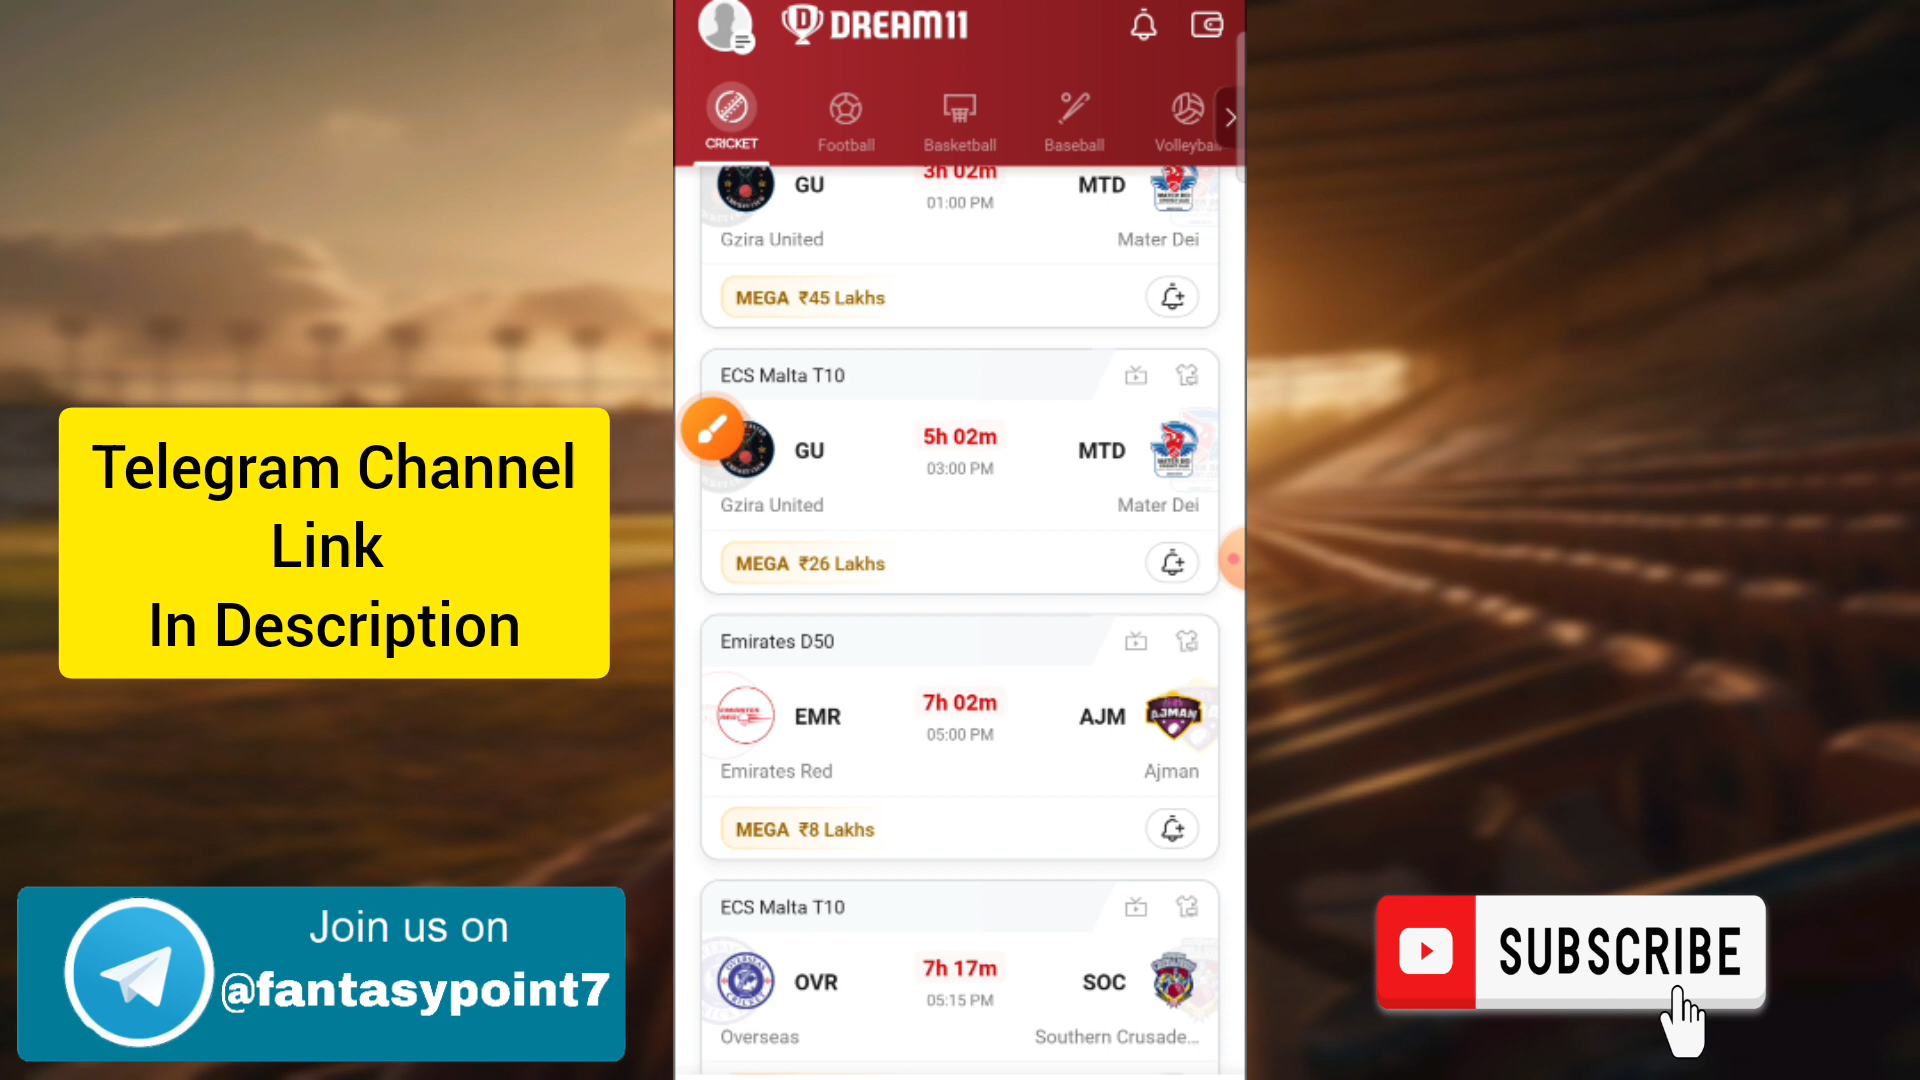 DREAM11
CRICKET
Football
Basketball
Baseball
Volleyball
GU
3h 02m
MTD
01:00 PM
Gzira United
Mater Dei
MEGA ₹45 Lakhs
ECS Malta T10
GU
5h 02m
MTD
03:00 PM
Gzira United
Mater Dei
MEGA ₹26 Lakhs
Emirates D50
EMR
7h 02m
AJM
AJMAN
05:00 PM
Emirates Red
Ajman
MEGA ₹8 Lakhs
ECS Malta T10
OVR
7h 17m
SOC
05:15 PM
Overseas
Southern Crusade...
Telegram Channel
Link
In Description
Join us on
@fantasypoint7
SUBSCRIBE